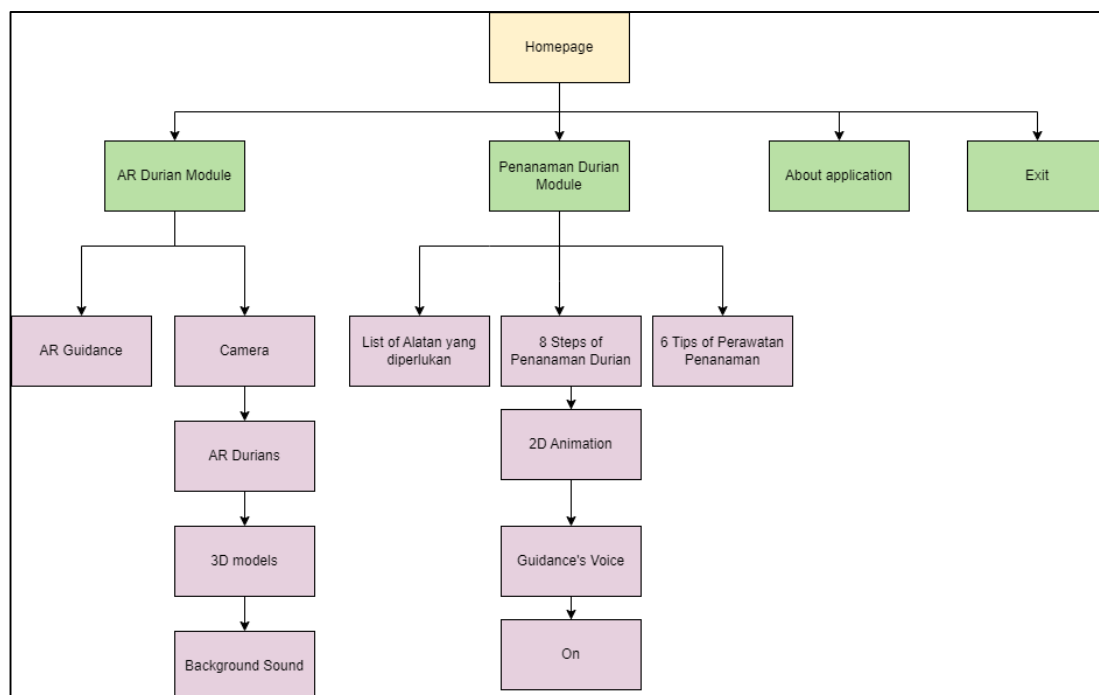 Homepage
AR Durian Module
Penanaman Durian
Module
About application
Exit
AR Guidance
Camera
List of Alatan yang
diperlukan
8 Steps of
Penanaman Durian
6 Tips of Perawatan
Penanaman
AR Durians
2D Animation
3D models
Guidance's Voice
Background Sound
On